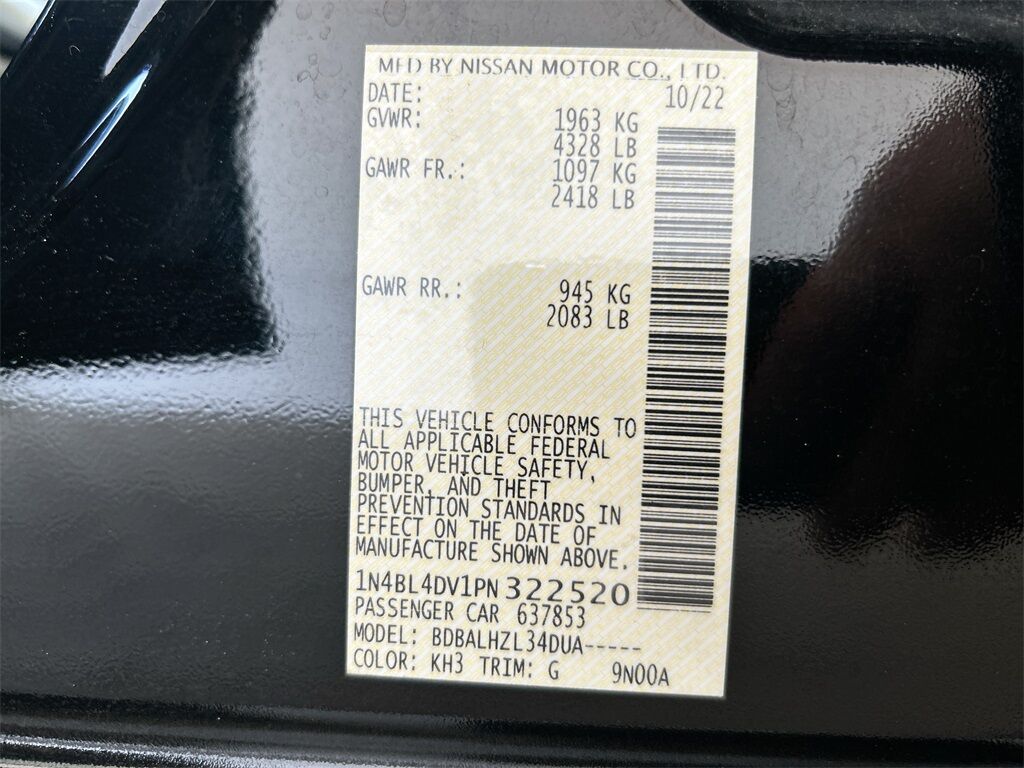 MFD BY NISSAN MOTOR CO., LTD.
DATE: 10/22
GVWR: 1963 KG
4328 LB
GAWR FR.: 1097 KG
2418 LB
GAWR RR.: 945 KG
2083 LB
THIS VEHICLE CONFORMS TO
ALL APPLICABLE FEDERAL
MOTOR VEHICLE SAFETY,
BUMPER, AND THEFT
PREVENTION STANDARDS IN
EFFECT ON THE DATE OF
MANUFACTURE SHOWN ABOVE.
1N4BL4DV1PN322520
PASSENGER CAR 637853
MODEL: BDBALHZL34DUA-----
COLOR: KH3 TRIM: G 9N00A